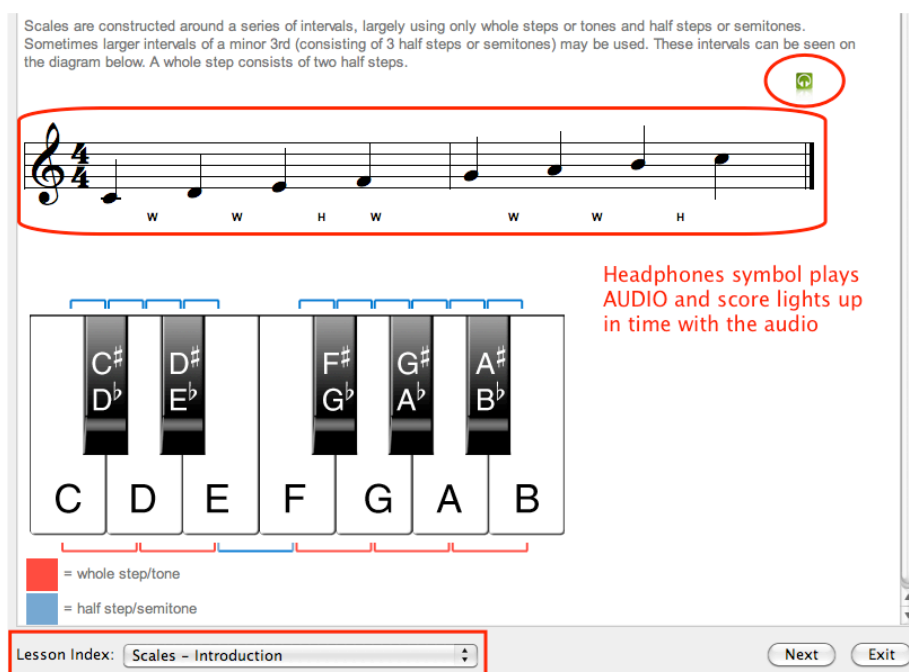 Scales are constructed around a series of intervals, largely using only whole steps or tones and half steps or semitones.
Sometimes larger intervals of a minor 3rd (consisting of 3 half steps or semitones) may be used. These intervals can be seen on
the diagram below. A whole step consists of two half steps.
4
4
W W H W W W H
Headphones symbol plays
AUDIO and score lights up
in time with the audio
C♯ D♯ F♯ G♯ A♯
D♭ E♭ G♭ A♭ B♭
C D E F G A B
= whole step/tone
= half step/semitone
Lesson Index: Scales – Introduction Next Exit